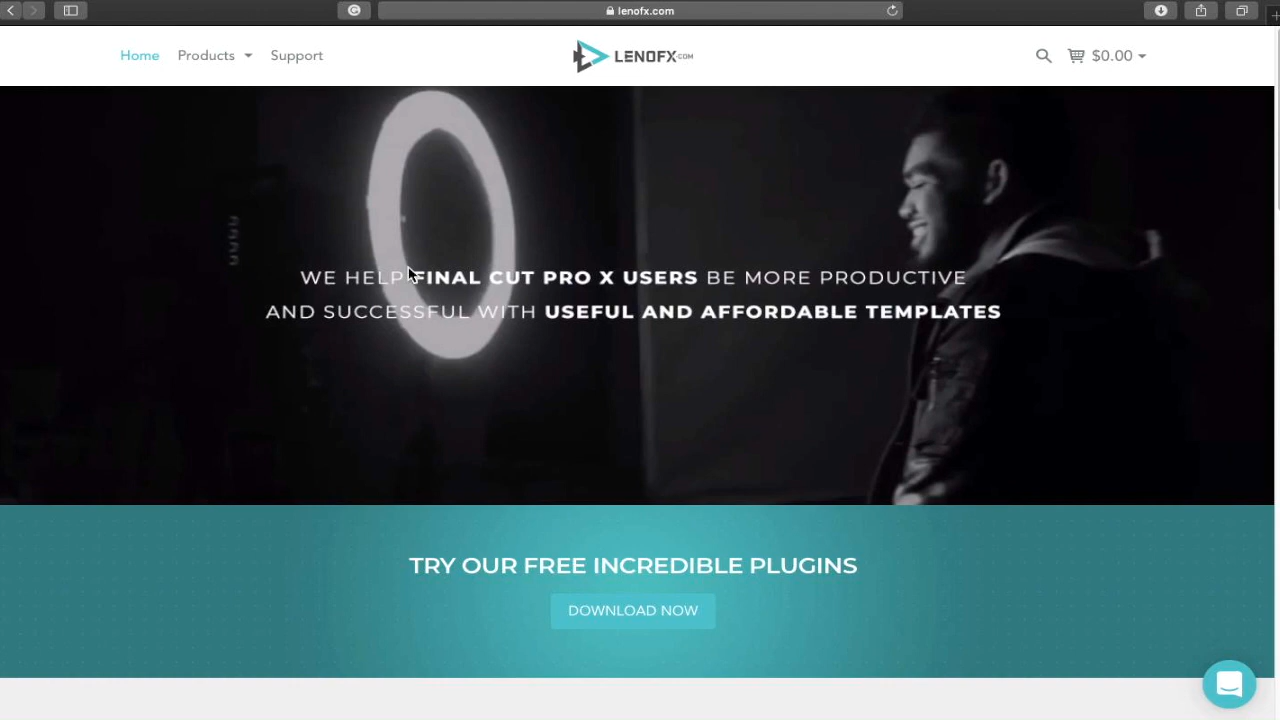 lenofx.com
Home Products Support LENOFX.COM $0.00
WE HELP FINAL CUT PRO X USERS BE MORE PRODUCTIVE
AND SUCCESSFUL WITH USEFUL AND AFFORDABLE TEMPLATES
TRY OUR FREE INCREDIBLE PLUGINS
DOWNLOAD NOW